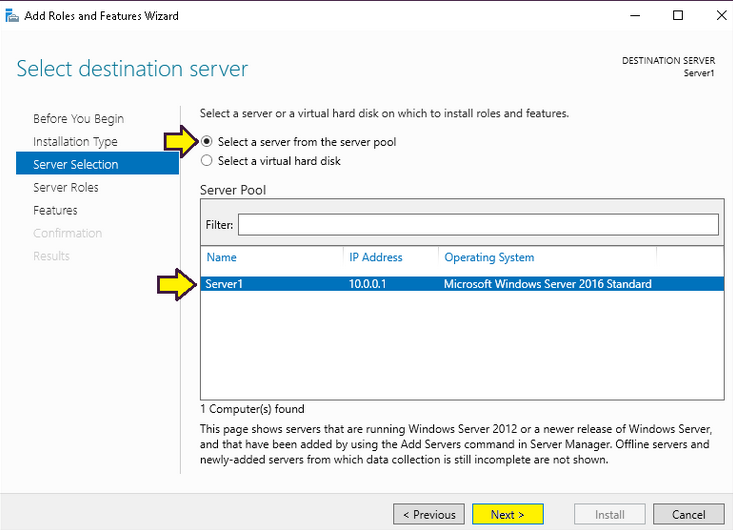 Add Roles and Features Wizard
Select destination server
DESTINATION SERVER
Server1
Before You Begin
Installation Type
Server Selection
Server Roles
Features
Confirmation
Results
Select a server or a virtual hard disk on which to install roles and features.
Select a server from the server pool
Select a virtual hard disk
Server Pool
Filter:
Name IP Address Operating System
Server1 10.0.0.1 Microsoft Windows Server 2016 Standard
1 Computer(s) found
This page shows servers that are running Windows Server 2012 or a newer release of Windows Server,
and that have been added by using the Add Servers command in Server Manager. Offline servers and
newly-added servers from which data collection is still incomplete are not shown.
< Previous Next > Install Cancel